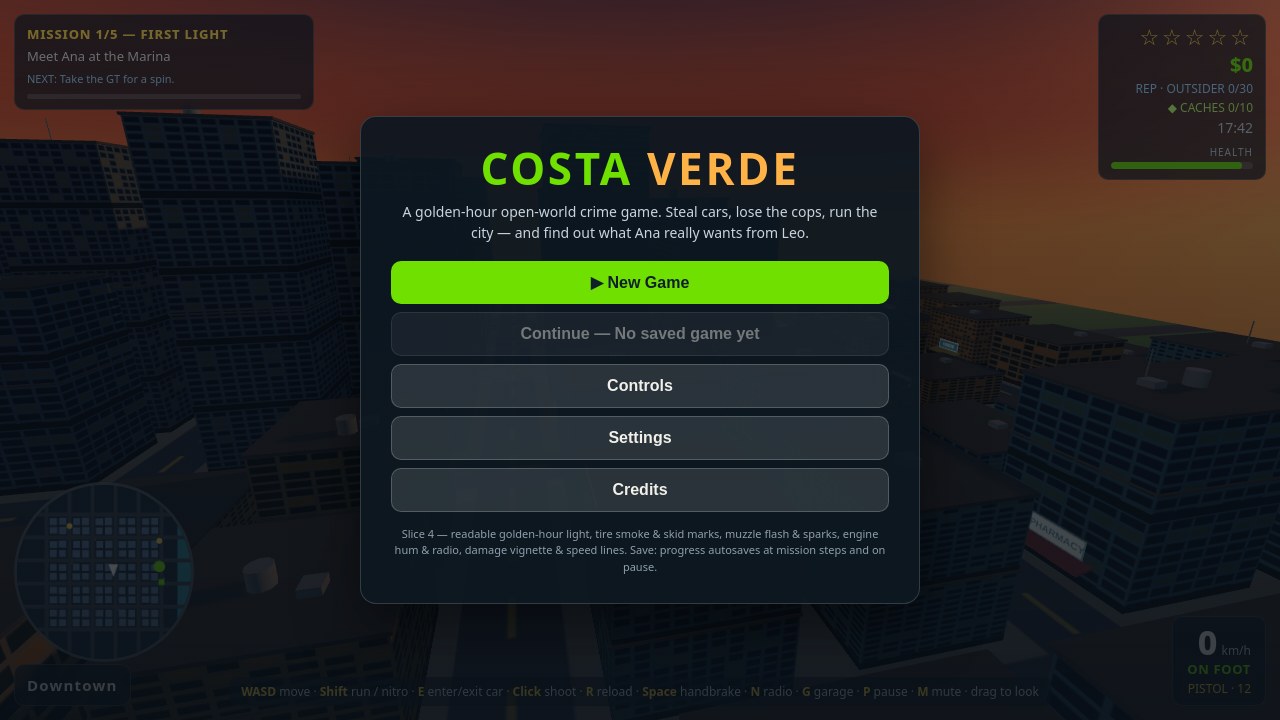 MISSION 1/5 — FIRST LIGHT
Meet Ana at the Marina
NEXT: Take the GT for a spin.
☆☆☆☆☆
$0
REP · OUTSIDER 0/30
◆ CACHES 0/10
17:42
HEALTH
COSTA VERDE
A golden-hour open-world crime game. Steal cars, lose the cops, run the
city — and find out what Ana really wants from Leo.
▶ New Game
Continue — No saved game yet
Controls
Settings
Credits
Slice 4 — readable golden-hour light, tire smoke & skid marks, muzzle flash & sparks, engine
hum & radio, damage vignette & speed lines. Save: progress autosaves at mission steps and on
pause.
PHARMACY
Downtown
WASD move · Shift run / nitro · E enter/exit car · Click shoot · R reload · Space handbrake · N radio · G garage · P pause · M mute · drag to look
0 km/h
ON FOOT
PISTOL · 12